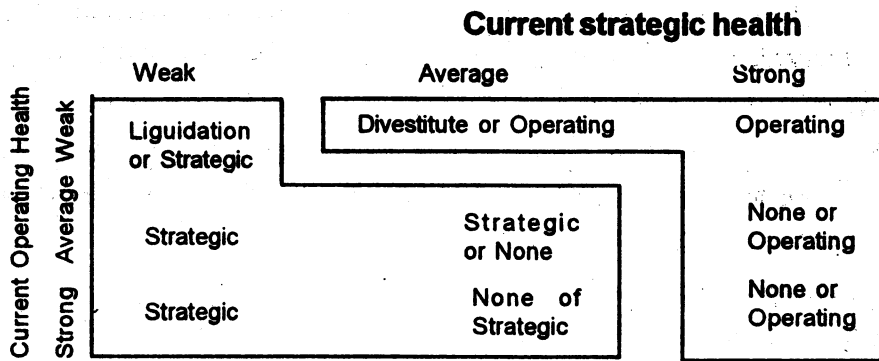 Current strategic health
Weak Average Strong
Current Operating Health
Strong Average Weak
Liguidation
or Strategic
Divestitute or Operating
Operating
Strategic
Strategic
or None
None or
Operating
Strategic
None of
Strategic
None or
Operating